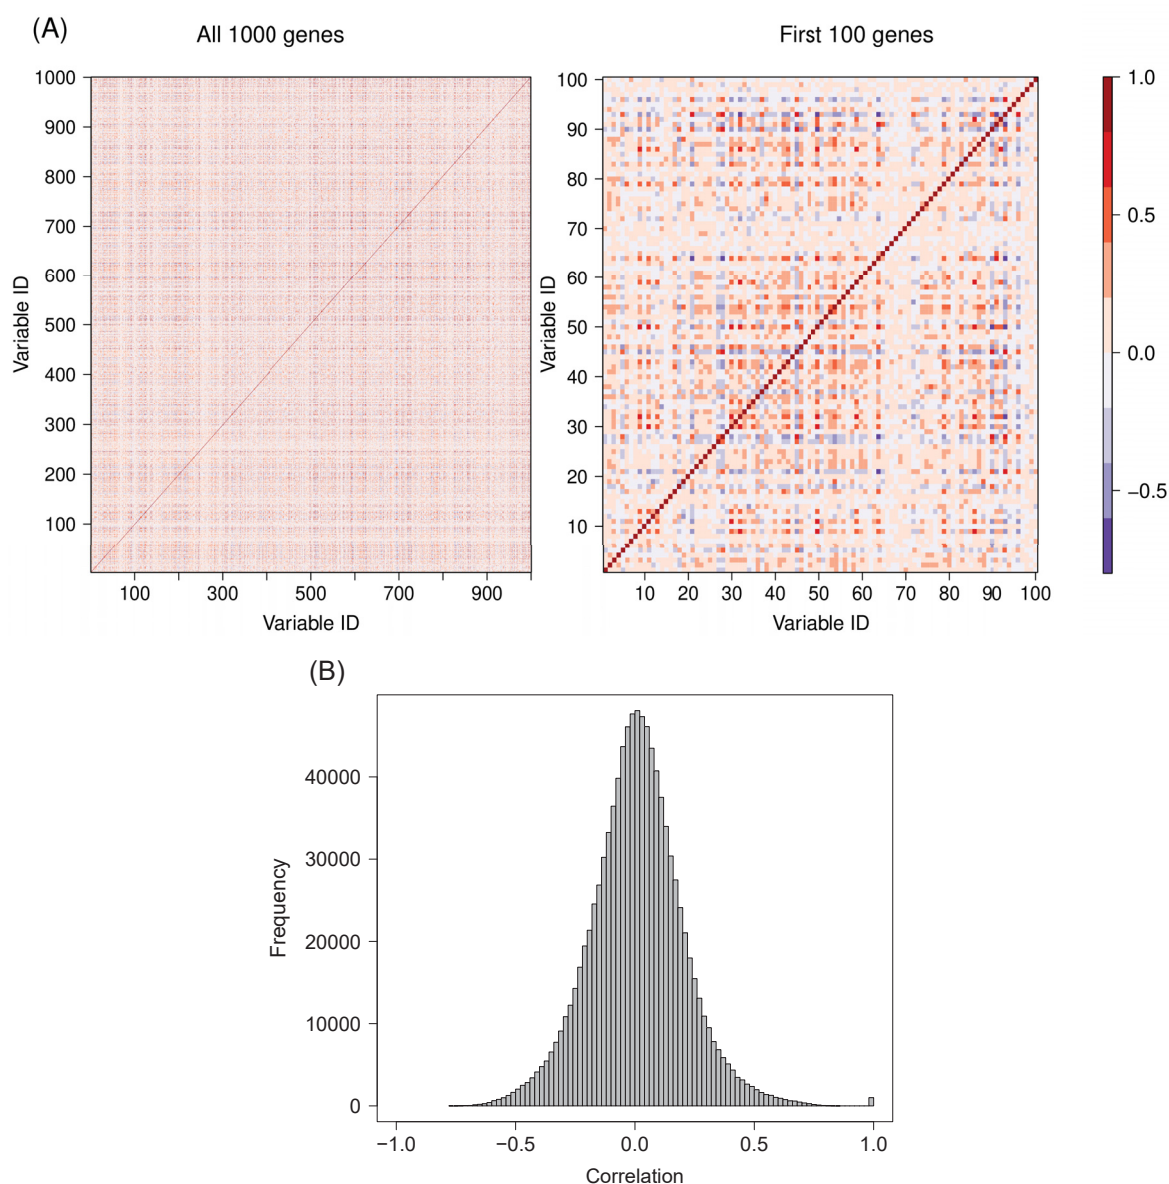 (A)
All 1000 genes
First 100 genes
1000
900
800
700
600
500
400
300
200
100
Variable ID
100 300 500 700 900
Variable ID
100
90
80
70
60
50
40
30
20
10
Variable ID
10 20 30 40 50 60 70 80 90 100
Variable ID
1.0
0.5
0.0
−0.5
(B)
40000
30000
20000
10000
0
Frequency
−1.0 −0.5 0.0 0.5 1.0
Correlation